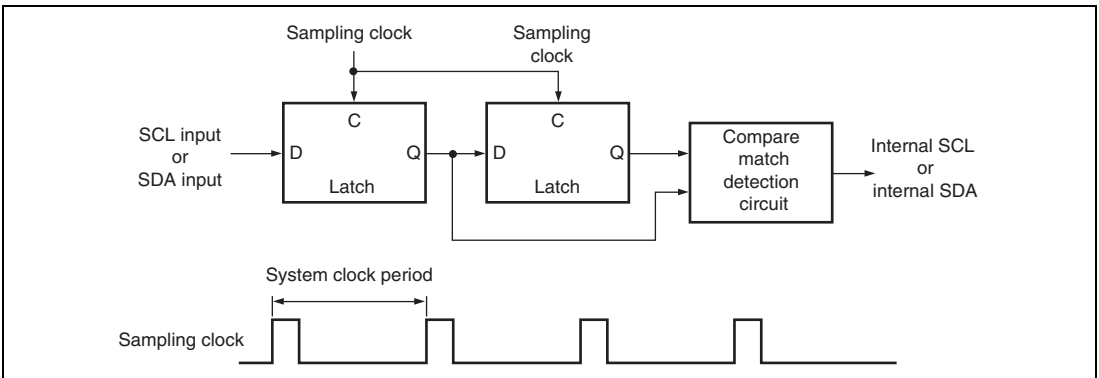 Sampling clock
Sampling
clock
SCL input
or
SDA input
C
D
Q
Latch
C
D
Q
Latch
Compare
match
detection
circuit
Internal SCL
or
internal SDA
System clock period
Sampling clock